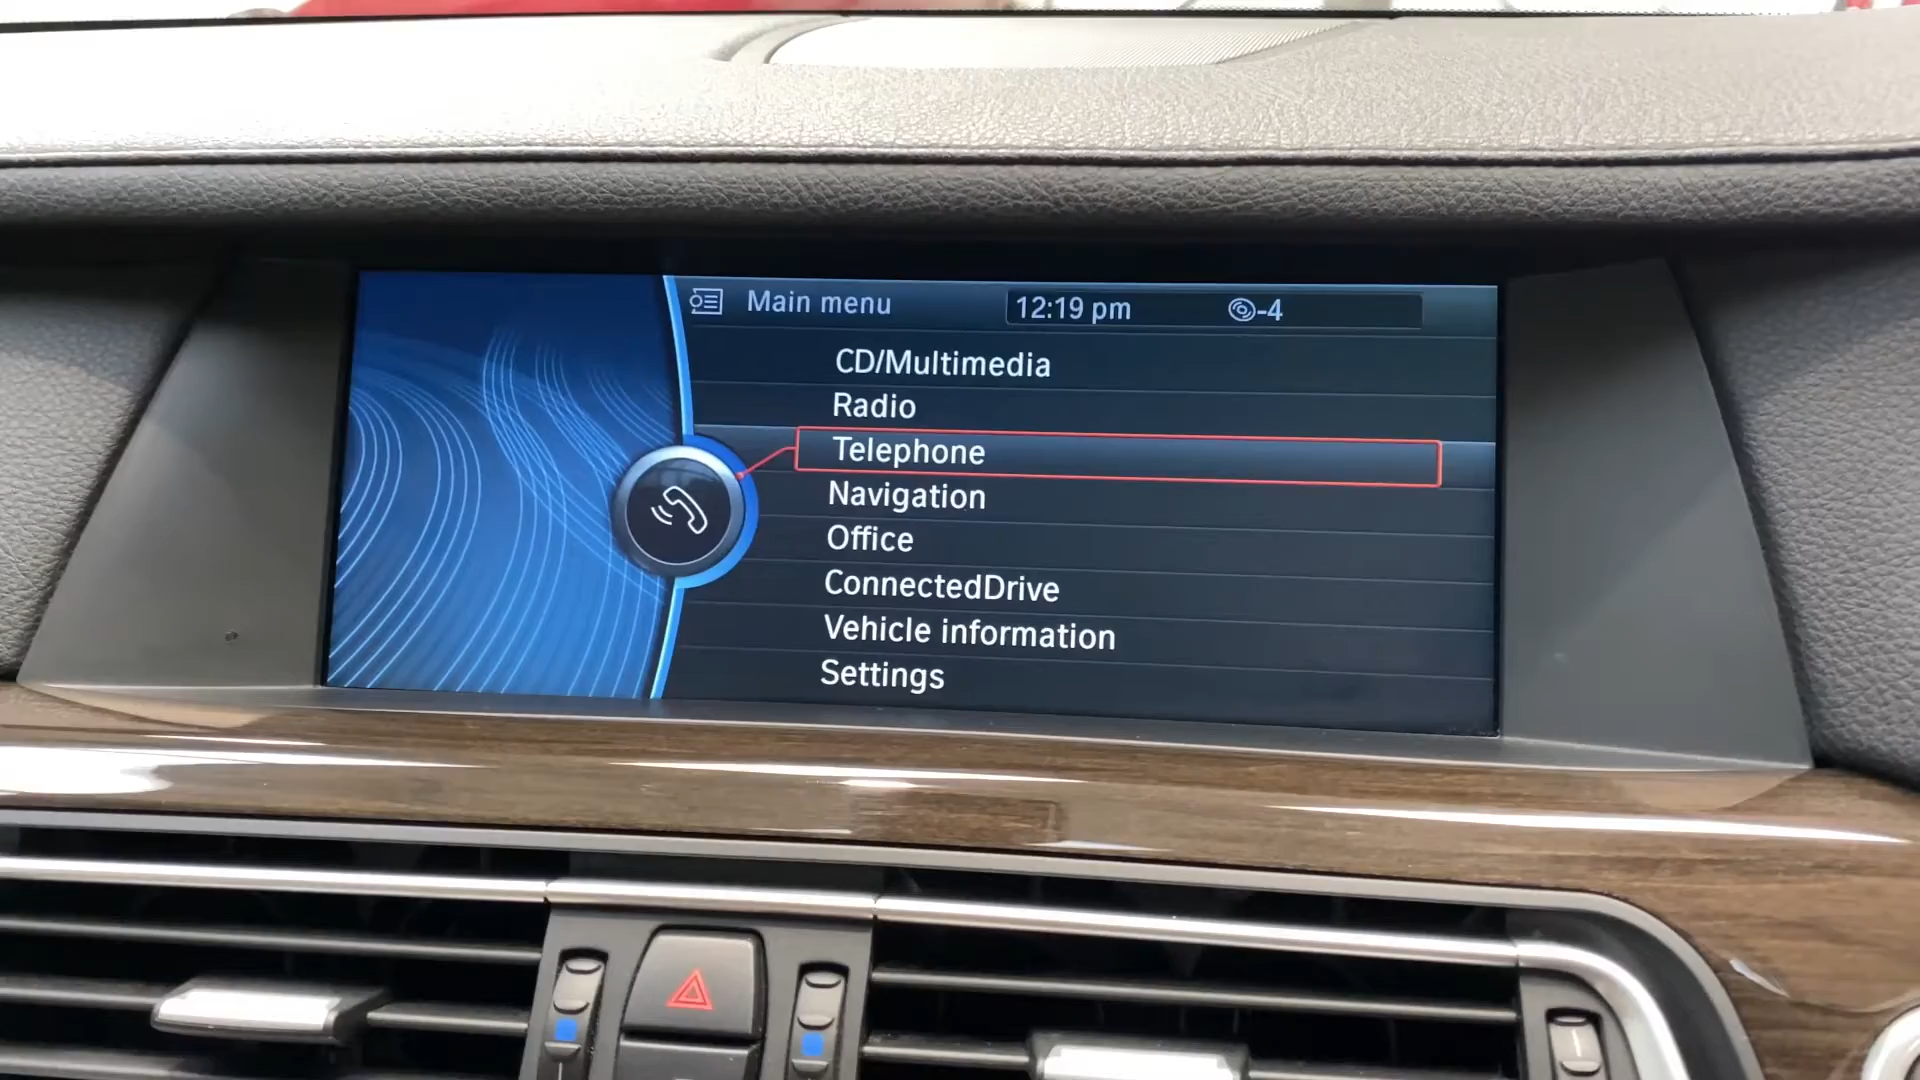 Main menu 12:19 pm -4
CD/Multimedia
Radio
Telephone
Navigation
Office
ConnectedDrive
Vehicle information
Settings